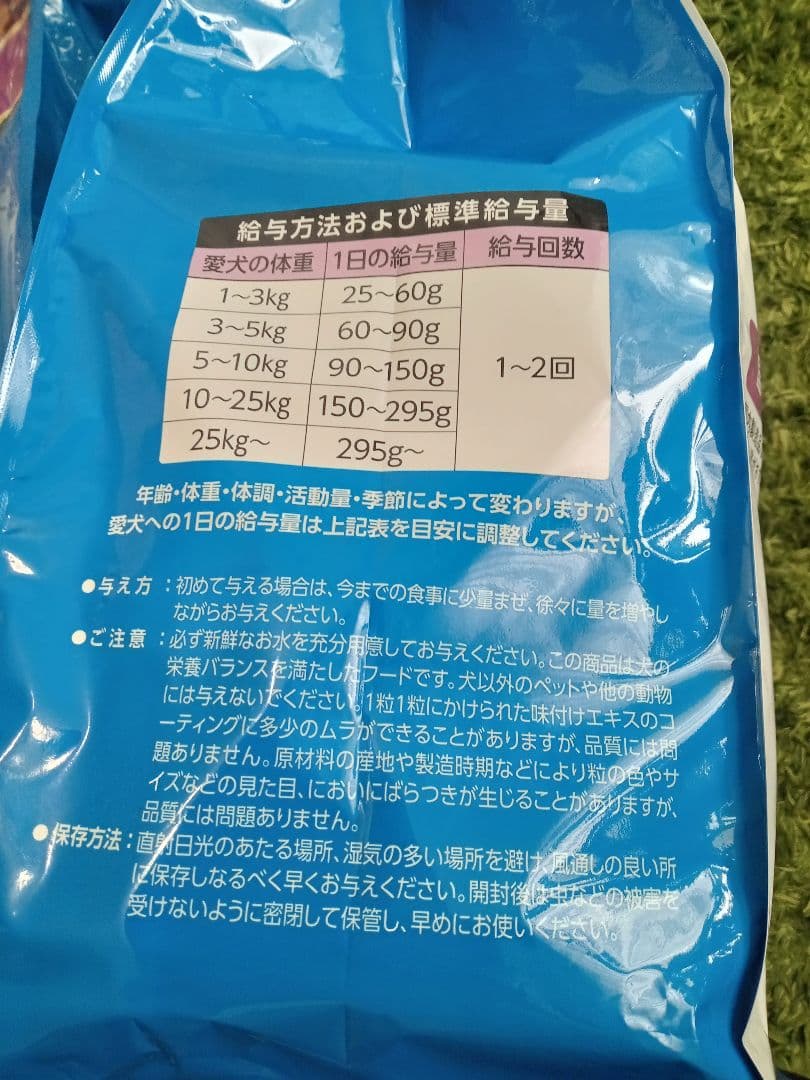 給与方法および標準給与量
愛犬の体重 1日の給与量 給与回数
1～3kg 25～60g
3～5kg 60～90g
5～10kg 90～150g 1～2回
10～25kg 150～295g
25kg～ 295g～
年齢・体重・体調・活動量・季節によって変わりますが、
愛犬への1日の給与量は上記表を目安に調整してください。
●与え方：初めて与える場合は、今までの食事に少量まぜ、徐々に量を増やし
ながらお与えください。
●ご注意：必ず新鮮なお水を充分用意してお与えください。この商品は犬の
栄養バランスを満たしたフードです。犬以外のペットや他の動物
には与えないでください。1粒1粒にかけられた味付けエキスのコ
ーティングに多少のムラができることがありますが、品質には問
題ありません。原材料の産地や製造時期などにより粒の色やサ
イズなどの見た目、においにばらつきが生じることがありますが、
品質には問題ありません。
●保存方法：直射日光のあたる場所、湿気の多い場所を避け、風通しの良い所
に保存しなるべく早くお与えください。開封後は虫などの被害を
受けないように密閉して保管し、早めにお使いください。